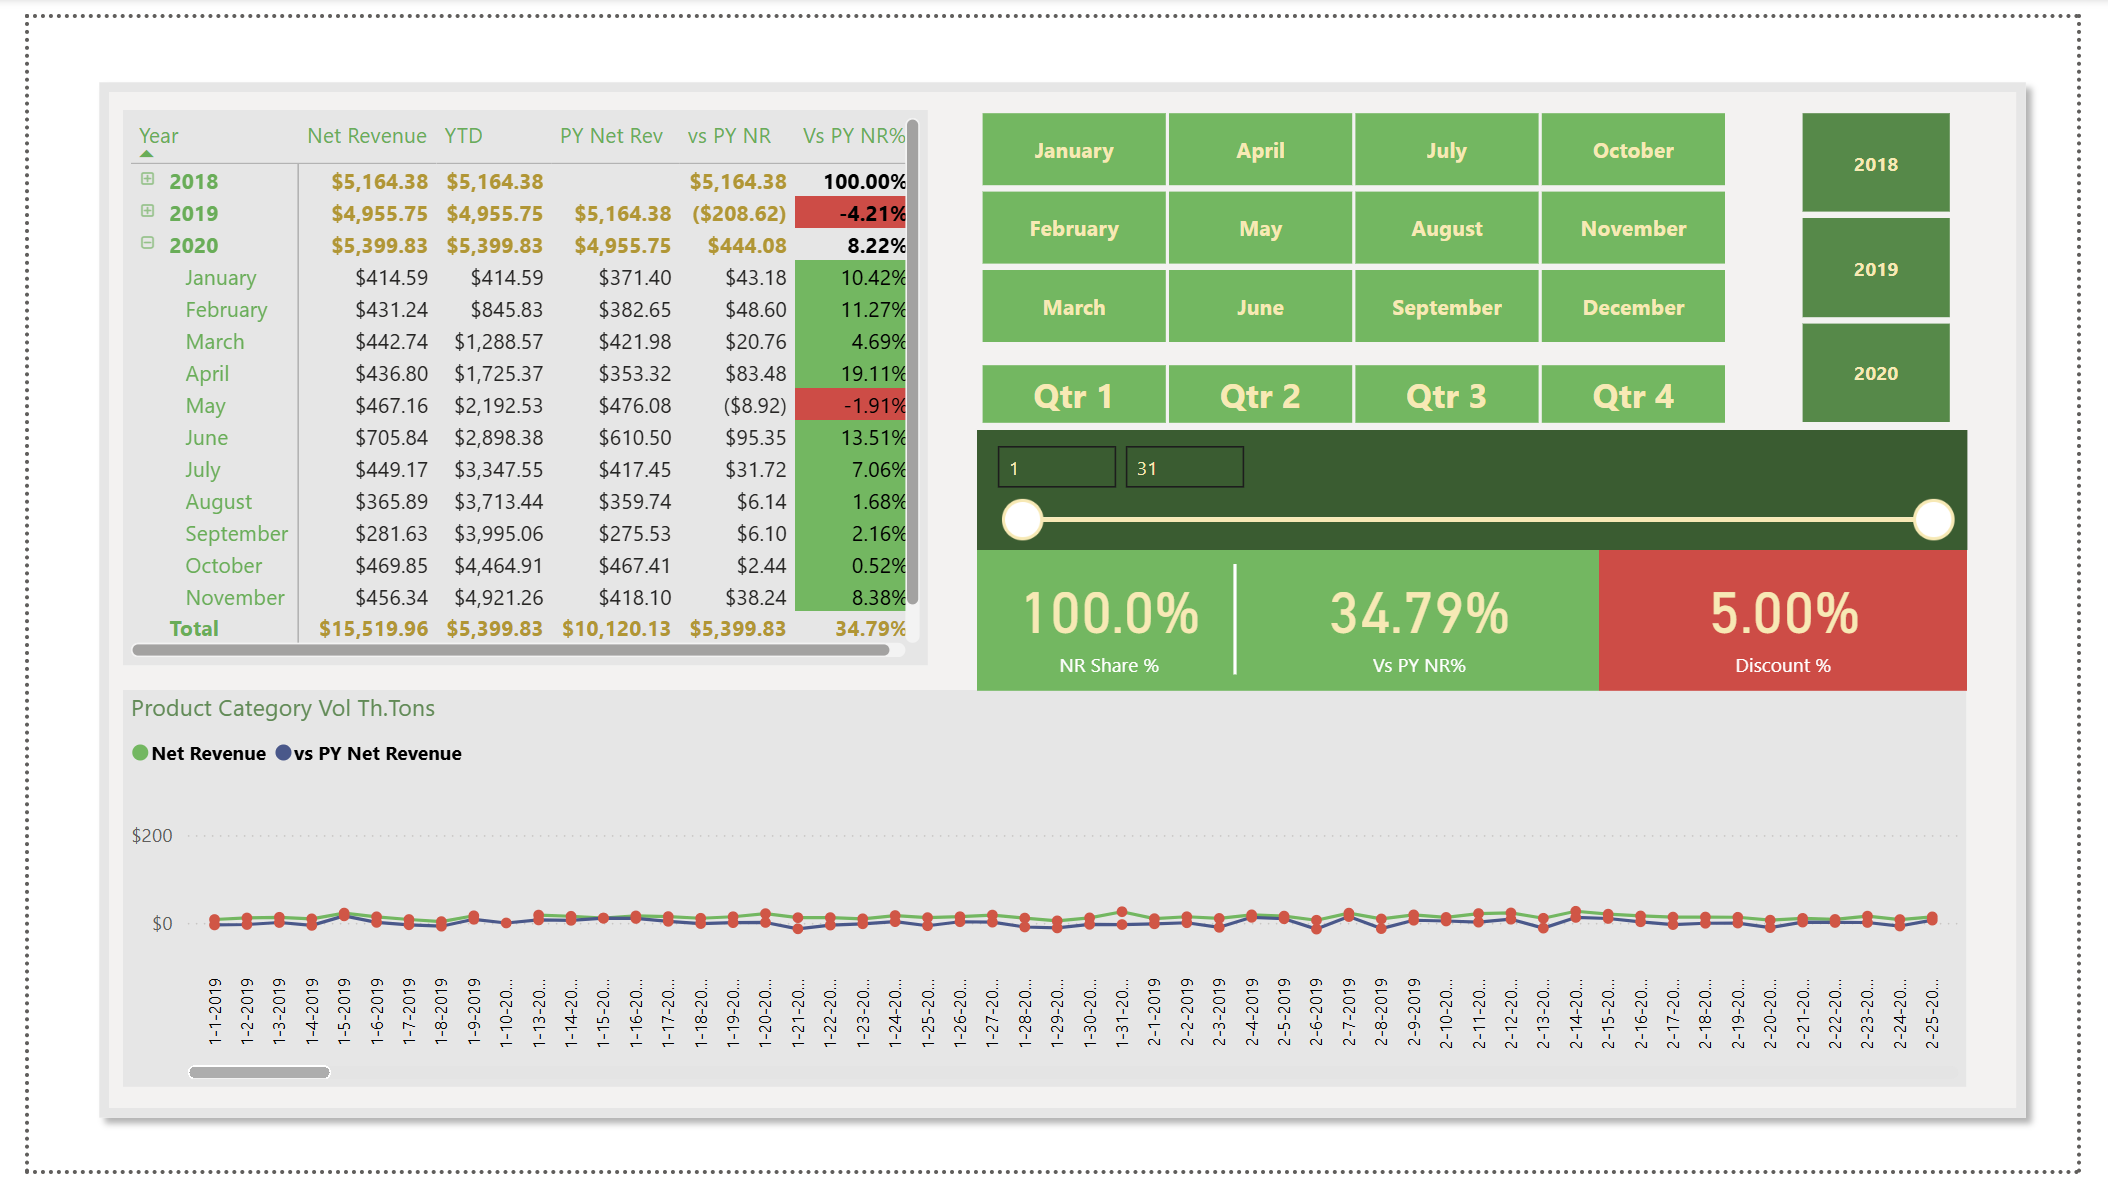 Year Net Revenue YTD PY Net Rev vs PY NR Vs PY NR%
2018 $5,164.38 $5,164.38 $5,164.38 100.00%
2019 $4,955.75 $4,955.75 $5,164.38 ($208.62) -4.21%
2020 $5,399.83 $5,399.83 $4,955.75 $444.08 8.22%
January $414.59 $414.59 $371.40 $43.18 10.42%
February $431.24 $845.83 $382.65 $48.60 11.27%
March $442.74 $1,288.57 $421.98 $20.76 4.69%
April $436.80 $1,725.37 $353.32 $83.48 19.11%
May $467.16 $2,192.53 $476.08 ($8.92) -1.91%
June $705.84 $2,898.38 $610.50 $95.35 13.51%
July $449.17 $3,347.55 $417.45 $31.72 7.06%
August $365.89 $3,713.44 $359.74 $6.14 1.68%
September $281.63 $3,995.06 $275.53 $6.10 2.16%
October $469.85 $4,464.91 $467.41 $2.44 0.52%
November $456.34 $4,921.26 $418.10 $38.24 8.38%
Total $15,519.96 $5,399.83 $10,120.13 $5,399.83 34.79%
January April July October
February May August November
March June September December
Qtr 1 Qtr 2 Qtr 3 Qtr 4
2018
2019
2020
1 31
100.0% 34.79% 5.00%
NR Share % Vs PY NR% Discount %
Product Category Vol Th.Tons
Net Revenue vs PY Net Revenue
$200
$0
1-1-2019
1-2-2019
1-3-2019
1-4-2019
1-5-2019
1-6-2019
1-7-2019
1-8-2019
1-9-2019
1-10-20...
1-13-20...
1-14-20...
1-15-20...
1-16-20...
1-17-20...
1-18-20...
1-19-20...
1-20-20...
1-21-20...
1-22-20...
1-23-20...
1-24-20...
1-25-20...
1-26-20...
1-27-20...
1-28-20...
1-29-20...
1-30-20...
1-31-20...
2-1-2019
2-2-2019
2-3-2019
2-4-2019
2-5-2019
2-6-2019
2-7-2019
2-8-2019
2-9-2019
2-10-20...
2-11-20...
2-12-20...
2-13-20...
2-14-20...
2-15-20...
2-16-20...
2-17-20...
2-18-20...
2-19-20...
2-20-20...
2-21-20...
2-22-20...
2-23-20...
2-24-20...
2-25-20...